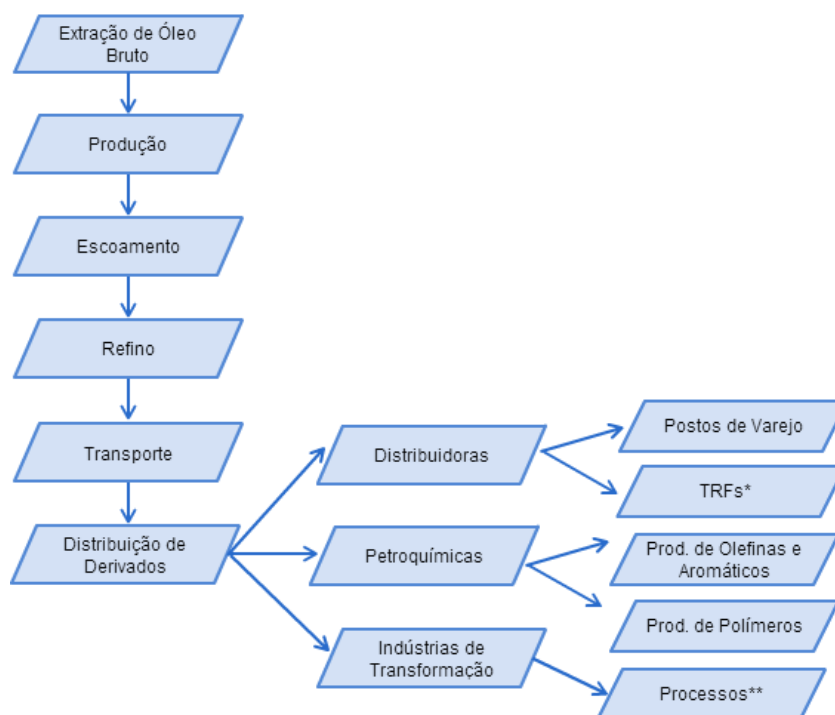 Extração de Óleo
Bruto
Produção
Escoamento
Refino
Transporte
Distribuição de
Derivados
Distribuidoras
Petroquímicas
Indústrias de
Transformação
Postos de Varejo
TRFs*
Prod. de Olefinas e
Aromáticos
Prod. de Polímeros
Processos**